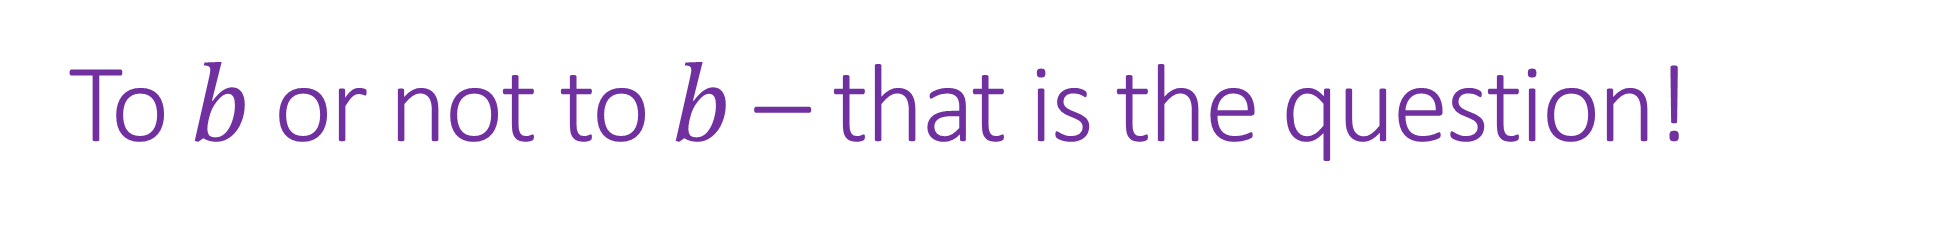 To b or not to b – that is the question!